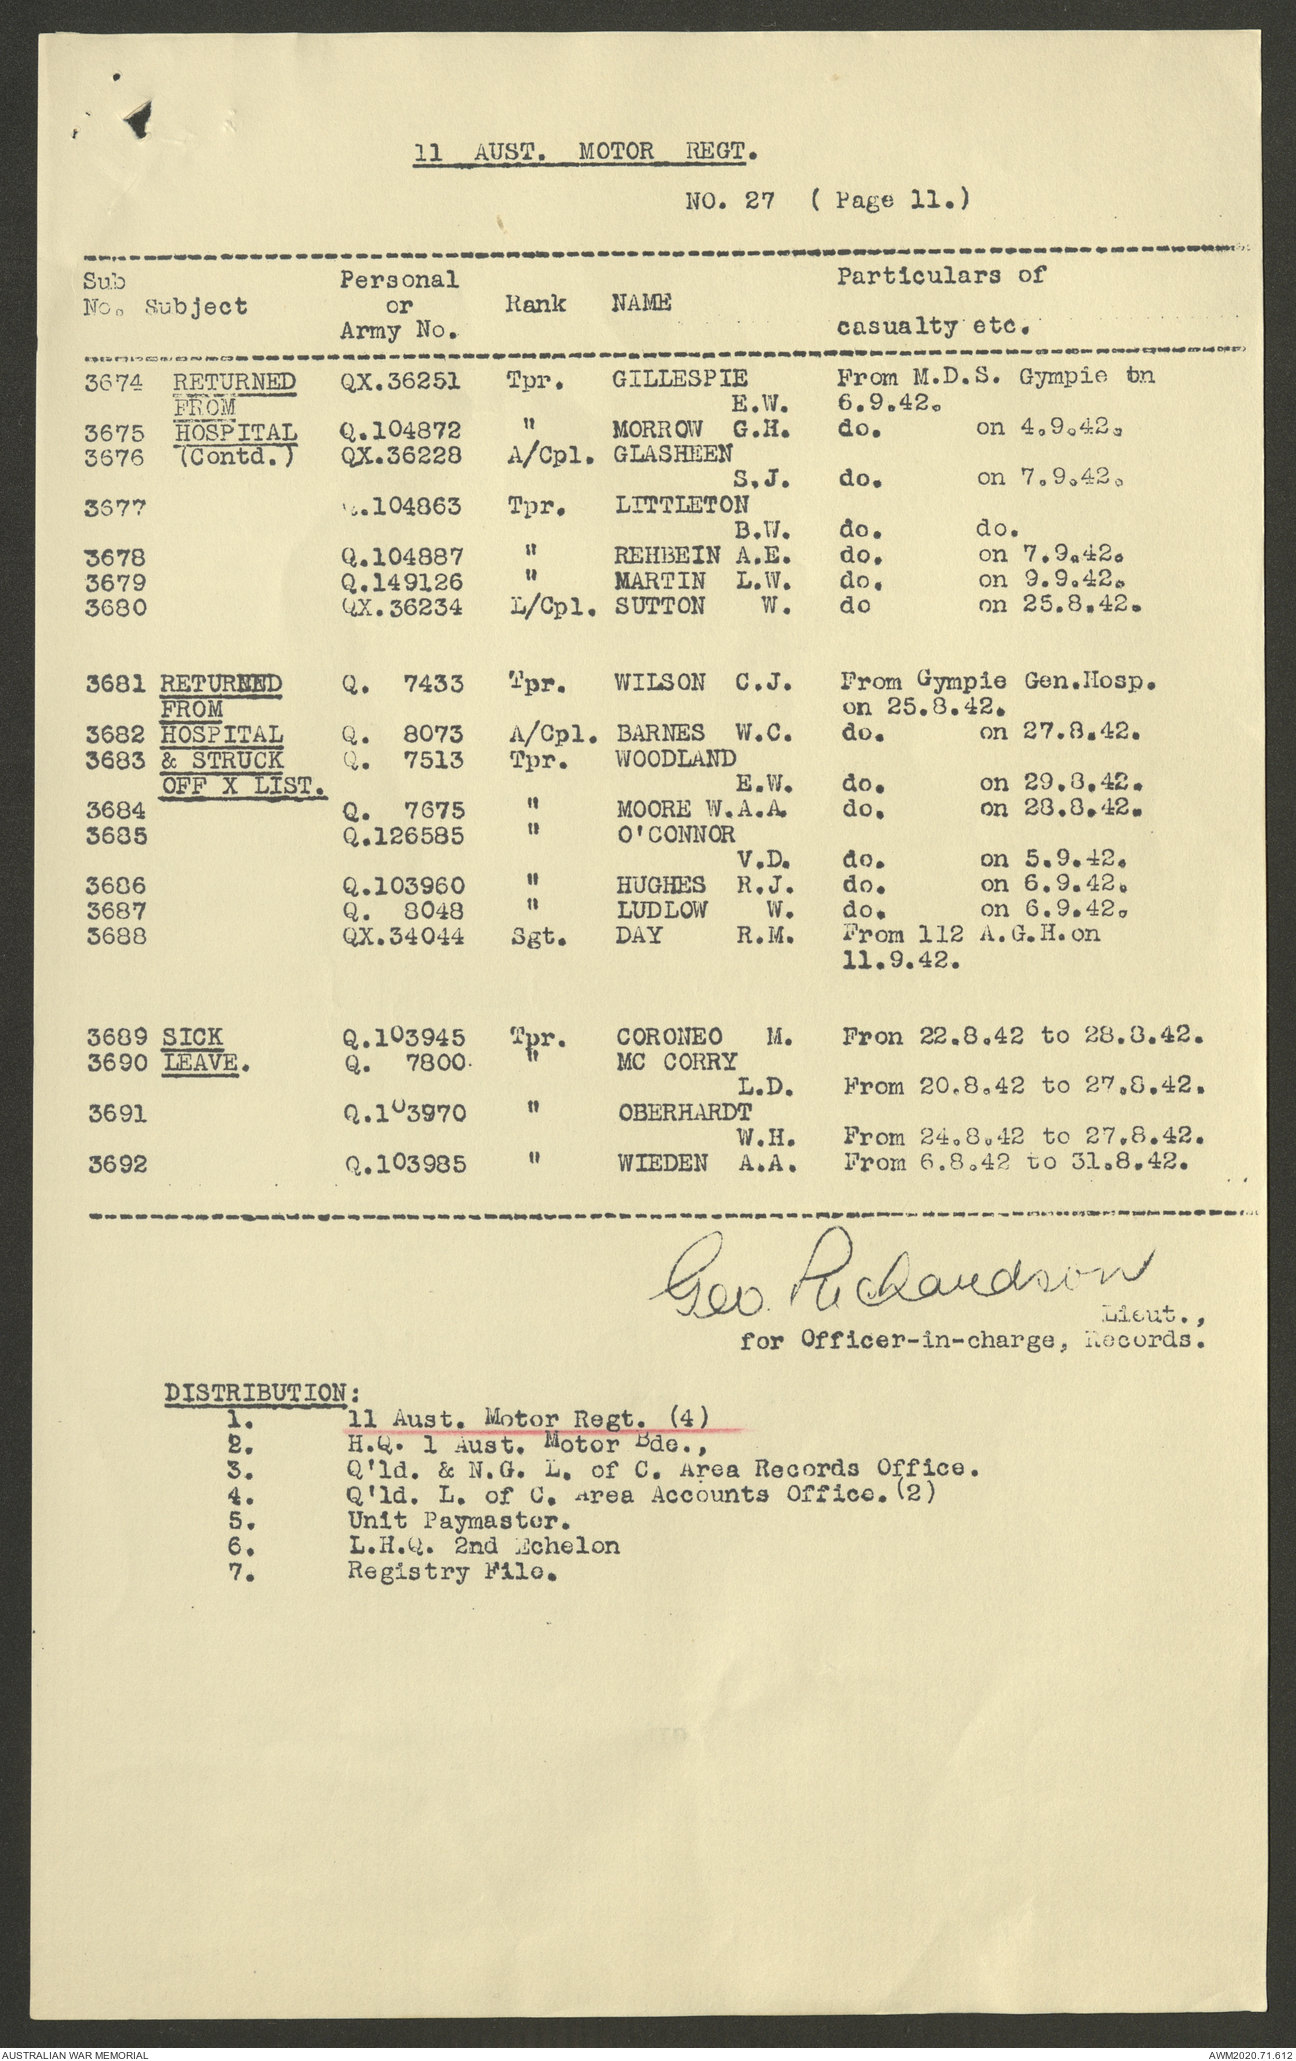 11 AUST. MOTOR REGT.
NO. 27 ( Page 11.)
Sub Personal Particulars of
No. Subject or Rank NAME
Army No. casualty etc.
3674 RETURNED QX.36251 Tpr. GILLESPIE From M.D.S. Gympie on
FROM E.W. 6.9.42.
3675 HOSPITAL Q.104872 " MORROW G.H. do. on 4.9.42.
3676 (Contd.) QX.36228 A/Cpl. GLASHEEN
S.J. do. on 7.9.42.
3677 Q.104863 Tpr. LITTLETON
B.W. do. do.
3678 Q.104887 " REHBEIN A.E. do. on 7.9.42.
3679 Q.149126 " MARTIN L.W. do. on 9.9.42.
3680 QX.36234 L/Cpl. SUTTON W. do on 25.8.42.
3681 RETURNED Q. 7433 Tpr. WILSON C.J. From Gympie Gen.Hosp.
FROM on 25.8.42.
3682 HOSPITAL Q. 8073 A/Cpl. BARNES W.C. do. on 27.8.42.
3683 & STRUCK Q. 7513 Tpr. WOODLAND
OFF X LIST. E.W. do. on 29.8.42.
3684 Q. 7675 " MOORE W.A.A. do. on 28.8.42.
3685 Q.126585 " O'CONNOR
V.D. do. on 5.9.42.
3686 Q.103960 " HUGHES R.J. do. on 6.9.42.
3687 Q. 8048 " LUDLOW W. do. on 6.9.42.
3688 QX.34044 Sgt. DAY R.M. From 112 A.G.H. on
11.9.42.
3689 SICK Q.103945 Tpr. CORONEO M. Fron 22.8.42 to 28.8.42.
3690 LEAVE. Q. 7800 " MC CORRY
L.D. From 20.8.42 to 27.8.42.
3691 Q.103970 " OBERHARDT
W.H. From 24.8.42 to 27.8.42.
3692 Q.103985 " WIEDEN A.A. From 6.8.42 to 31.8.42.
Geo. Richardson
Lieut.,
for Officer-in-charge, Records.
DISTRIBUTION:
1. 11 Aust. Motor Regt. (4)
2. H.Q. 1 Aust. Motor Bde.,
3. Q'ld. & N.G. L. of C. Area Records Office.
4. Q'ld. L. of C. Area Accounts Office.(2)
5. Unit Paymaster.
6. L.H.Q. 2nd Echelon
7. Registry File.
AUSTRALIAN WAR MEMORIAL AWM2020.71.612